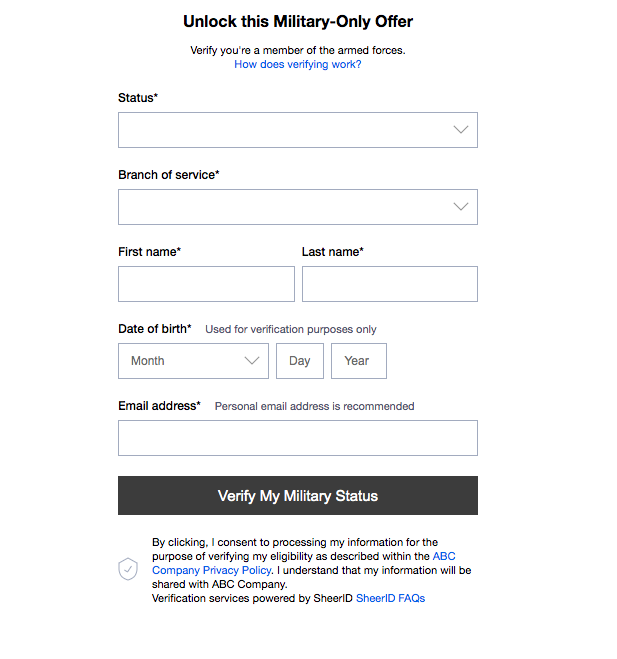 Unlock this Military-Only Offer
Verify you're a member of the armed forces.
How does verifying work?
Status*
Branch of service*
First name* Last name*
Date of birth* Used for verification purposes only
Month Day Year
Email address* Personal email address is recommended
Verify My Military Status
By clicking, I consent to processing my information for the
purpose of verifying my eligibility as described within the ABC
Company Privacy Policy. I understand that my information will be
shared with ABC Company.
Verification services powered by SheerID SheerID FAQs